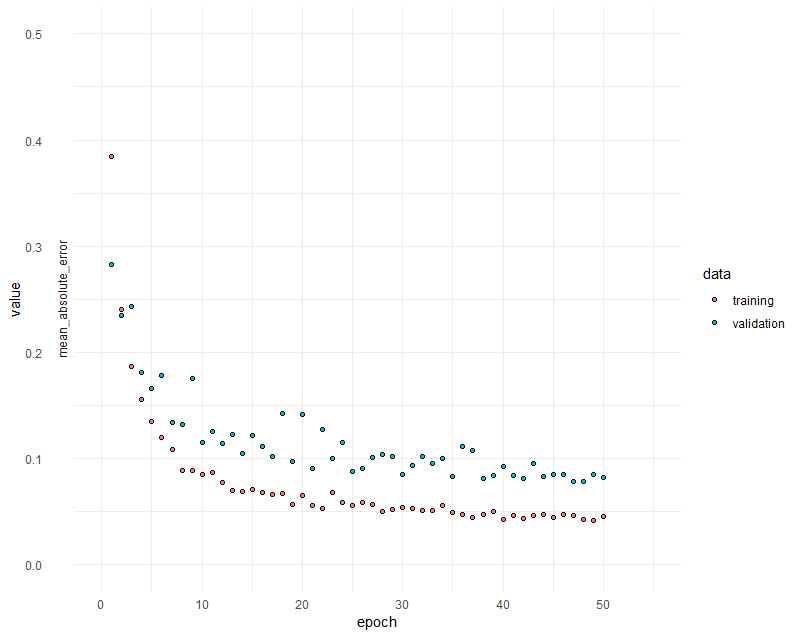 0.5
0.4
0.3
0.2
0.1
0.0
value
mean_absolute_error
0 10 20 30 40 50
epoch
data
training
validation